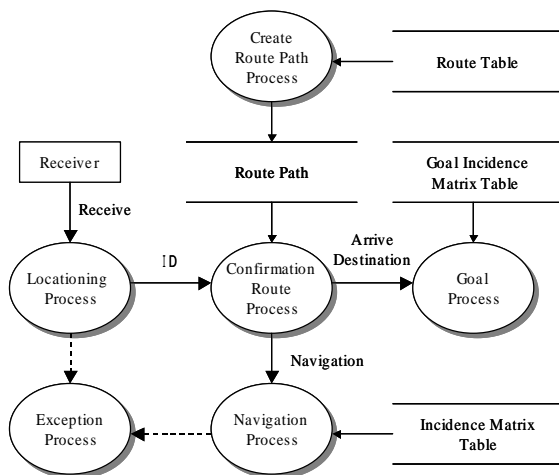 Create
Route Path
Process
Route Table
Receiver
Route Path
Goal Incidence
Matrix Table
Receive
Locationing
Process
ID
Confirmation
Route
Process
Arrive
Destination
Goal
Process
Navigation
Exception
Process
Navigation
Process
Incidence Matrix
Table